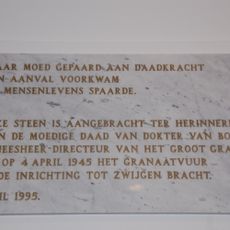 AAR MOED GEPAARD AAN DAADKRACHT
N AANVAL VOORKWAM
MENSENLEVENS SPAARDE.
ZE STEEN IS AANGEBRACHT TER HERINNER
N DE MOEDIGE DAAD VAN DOKTER VAN BO
EESHEER-DIRECTEUR VAN HET GROOT GRA
OP 4 APRIL 1945 HET GRANAATVUUR
DE INRICHTING TOT ZWIJGEN BRACHT.
IL 1995.